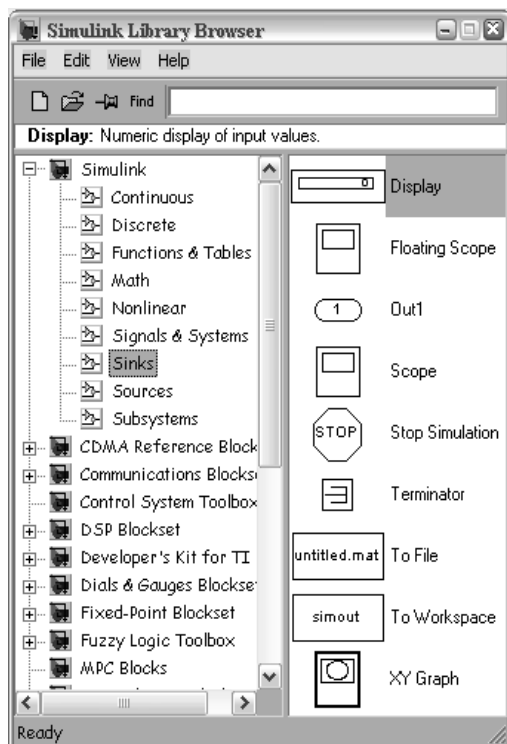 Simulink Library Browser
File Edit View Help
Find
Display: Numeric display of input values.
Simulink
Continuous
Discrete
Functions & Tables
Math
Nonlinear
Signals & Systems
Sinks
Sources
Subsystems
CDMA Reference Block
Communications Blocks
Control System Toolbox
DSP Blockset
Developer's Kit for TI
Dials & Gauges Blockset
Fixed-Point Blockset
Fuzzy Logic Toolbox
MPC Blocks
0
Display
Floating Scope
1
Out1
Scope
STOP
Stop Simulation
Terminator
untitled.mat
To File
simout
To Workspace
XY Graph
Ready